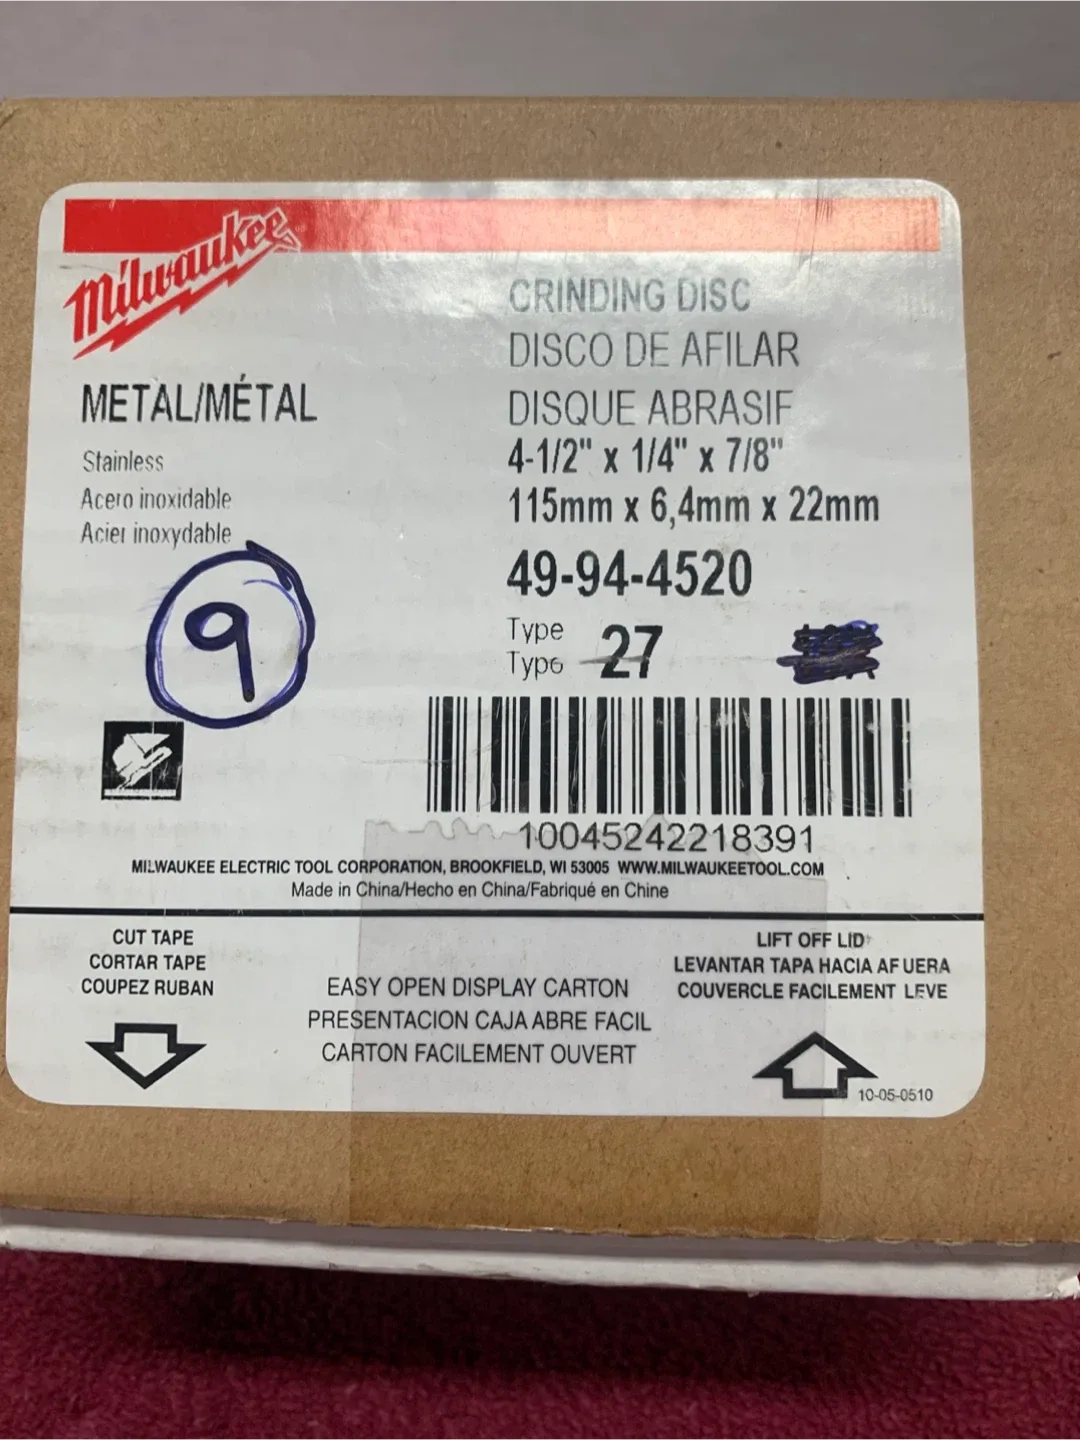 Milwaukee
GRINDING DISC
DISCO DE AFILAR
METAL/MÉTAL
DISQUE ABRASIF
Stainless
4-1/2" x 1/4" x 7/8"
Acero inoxidable
115mm x 6,4mm x 22mm
Acier inoxydable
49-94-4520
9
Type
Typo
27
10045242218391
MILWAUKEE ELECTRIC TOOL CORPORATION, BROOKFIELD, WI 53005 WWW.MILWAUKEETOOL.COM
Made in China/Hecho en China/Fabriqué en Chine
CUT TAPE
CORTAR TAPE
COUPEZ RUBAN
EASY OPEN DISPLAY CARTON
PRESENTACION CAJA ABRE FACIL
CARTON FACILEMENT OUVERT
LIFT OFF LID
LEVANTAR TAPA HACIA AFUERA
COUVERCLE FACILEMENT LEVE
10-05-0510